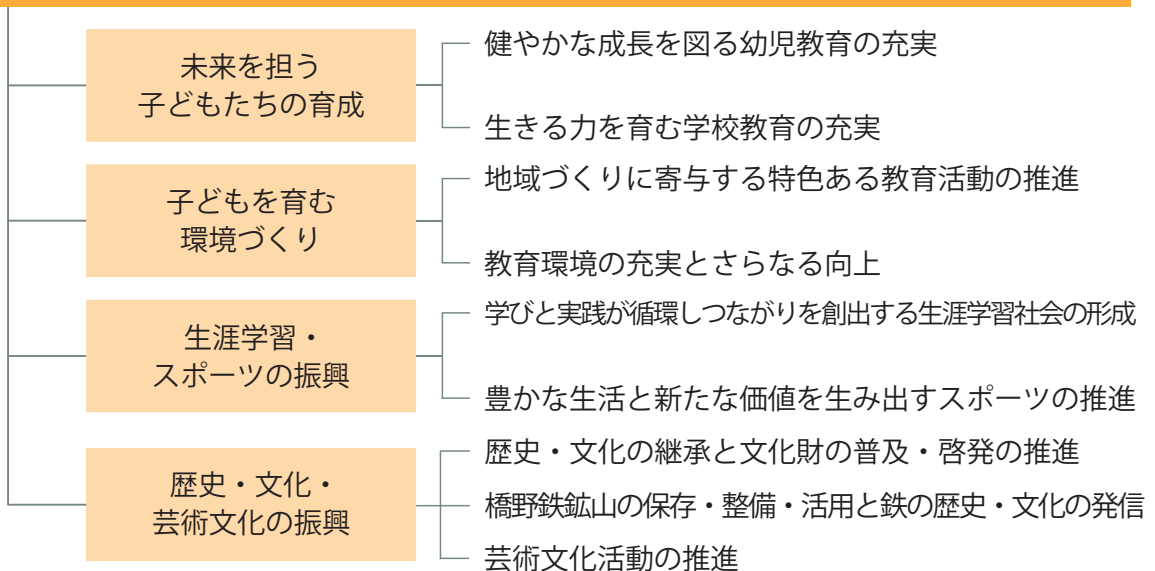 未来を担う
子どもたちの育成
健やかな成長を図る幼児教育の充実
生きる力を育む学校教育の充実
子どもを育む
環境づくり
地域づくりに寄与する特色ある教育活動の推進
教育環境の充実とさらなる向上
生涯学習・
スポーツの振興
学びと実践が循環しつながりを創出する生涯学習社会の形成
豊かな生活と新たな価値を生み出すスポーツの推進
歴史・文化・
芸術文化の振興
歴史・文化の継承と文化財の普及・啓発の推進
橋野鉄鉱山の保存・整備・活用と鉄の歴史・文化の発信
芸術文化活動の推進